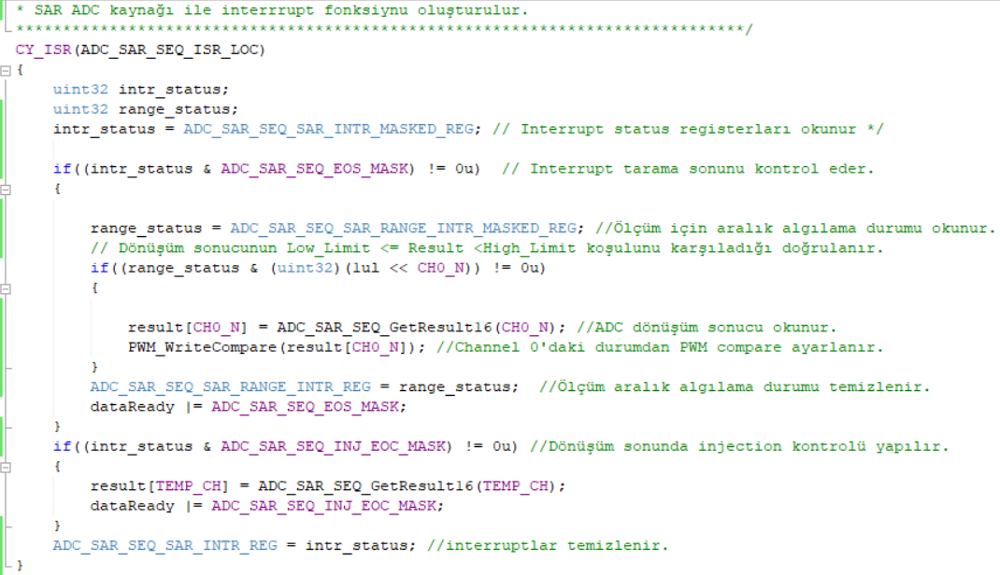 * SAR ADC kaynağı ile interrrupt fonksiynu oluşturulur.
******************************************************************************/
CY_ISR(ADC_SAR_SEQ_ISR_LOC)
{
    uint32 intr_status;
    uint32 range_status;
    intr_status = ADC_SAR_SEQ_SAR_INTR_MASKED_REG; // Interrupt status registerları okunur */
    if((intr_status & ADC_SAR_SEQ_EOS_MASK) != 0u)  // Interrupt tarama sonunu kontrol eder.
    {
        range_status = ADC_SAR_SEQ_SAR_RANGE_INTR_MASKED_REG; //Ölçüm için aralık algılama durumu okunur.
        // Dönüşüm sonucunun Low_Limit <= Result <High_Limit koşulunu karşıladığı doğrulanır.
        if((range_status & (uint32)(1ul << CH0_N)) != 0u)
        {
            result[CH0_N] = ADC_SAR_SEQ_GetResult16(CH0_N); //ADC dönüşüm sonucu okunur.
            PWM_WriteCompare(result[CH0_N]); //Channel 0'daki durumdan PWM compare ayarlanır.
        }
        ADC_SAR_SEQ_SAR_RANGE_INTR_REG = range_status;  //Ölçüm aralık algılama durumu temizlenir.
        dataReady |= ADC_SAR_SEQ_EOS_MASK;
    }
    if((intr_status & ADC_SAR_SEQ_INJ_EOC_MASK) != 0u) //Dönüşüm sonunda injection kontrolü yapılır.
    {
        result[TEMP_CH] = ADC_SAR_SEQ_GetResult16(TEMP_CH);
        dataReady |= ADC_SAR_SEQ_INJ_EOC_MASK;
    }
    ADC_SAR_SEQ_SAR_INTR_REG = intr_status; //interruptlar temizlenir.
}